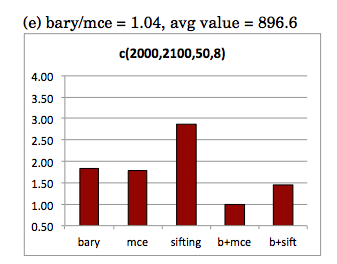 (e) bary/mce = 1.04, avg value = 896.6
c(2000,2100,50,8)
4.00
3.50
3.00
2.50
2.00
1.50
1.00
0.50
bary mce sifting b+mce b+sift